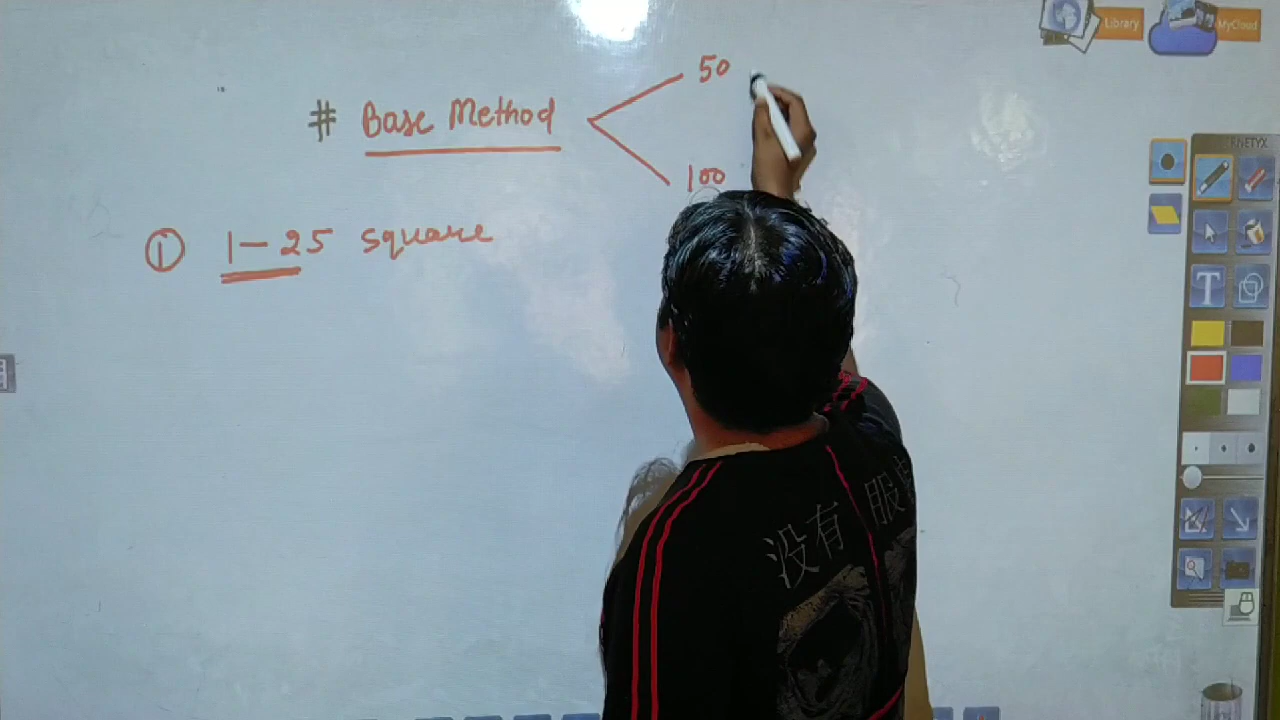 Library
MyCloud
50
# Base Method
100
① 1-25 square
没有 服
T